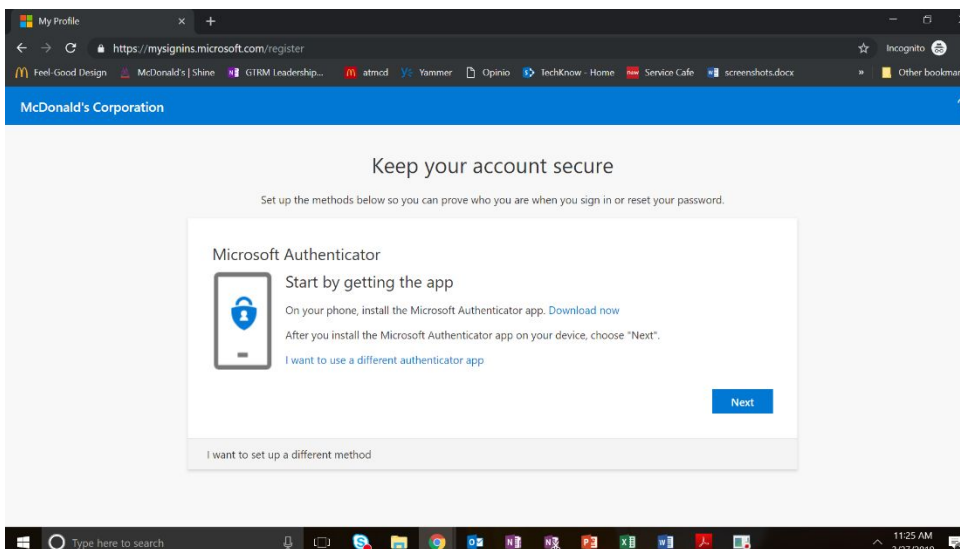 My Profile
https://mysignins.microsoft.com/register
Incognito
Feel-Good Design McDonald's | Shine GTRM Leadership... atmcd Yammer Opinio TechKnow - Home Service Cafe screenshots.docx » Other bookmar
McDonald's Corporation
Keep your account secure
Set up the methods below so you can prove who you are when you sign in or reset your password.
Microsoft Authenticator
Start by getting the app
On your phone, install the Microsoft Authenticator app. Download now
After you install the Microsoft Authenticator app on your device, choose "Next".
I want to use a different authenticator app
Next
I want to set up a different method
Type here to search
11:25 AM